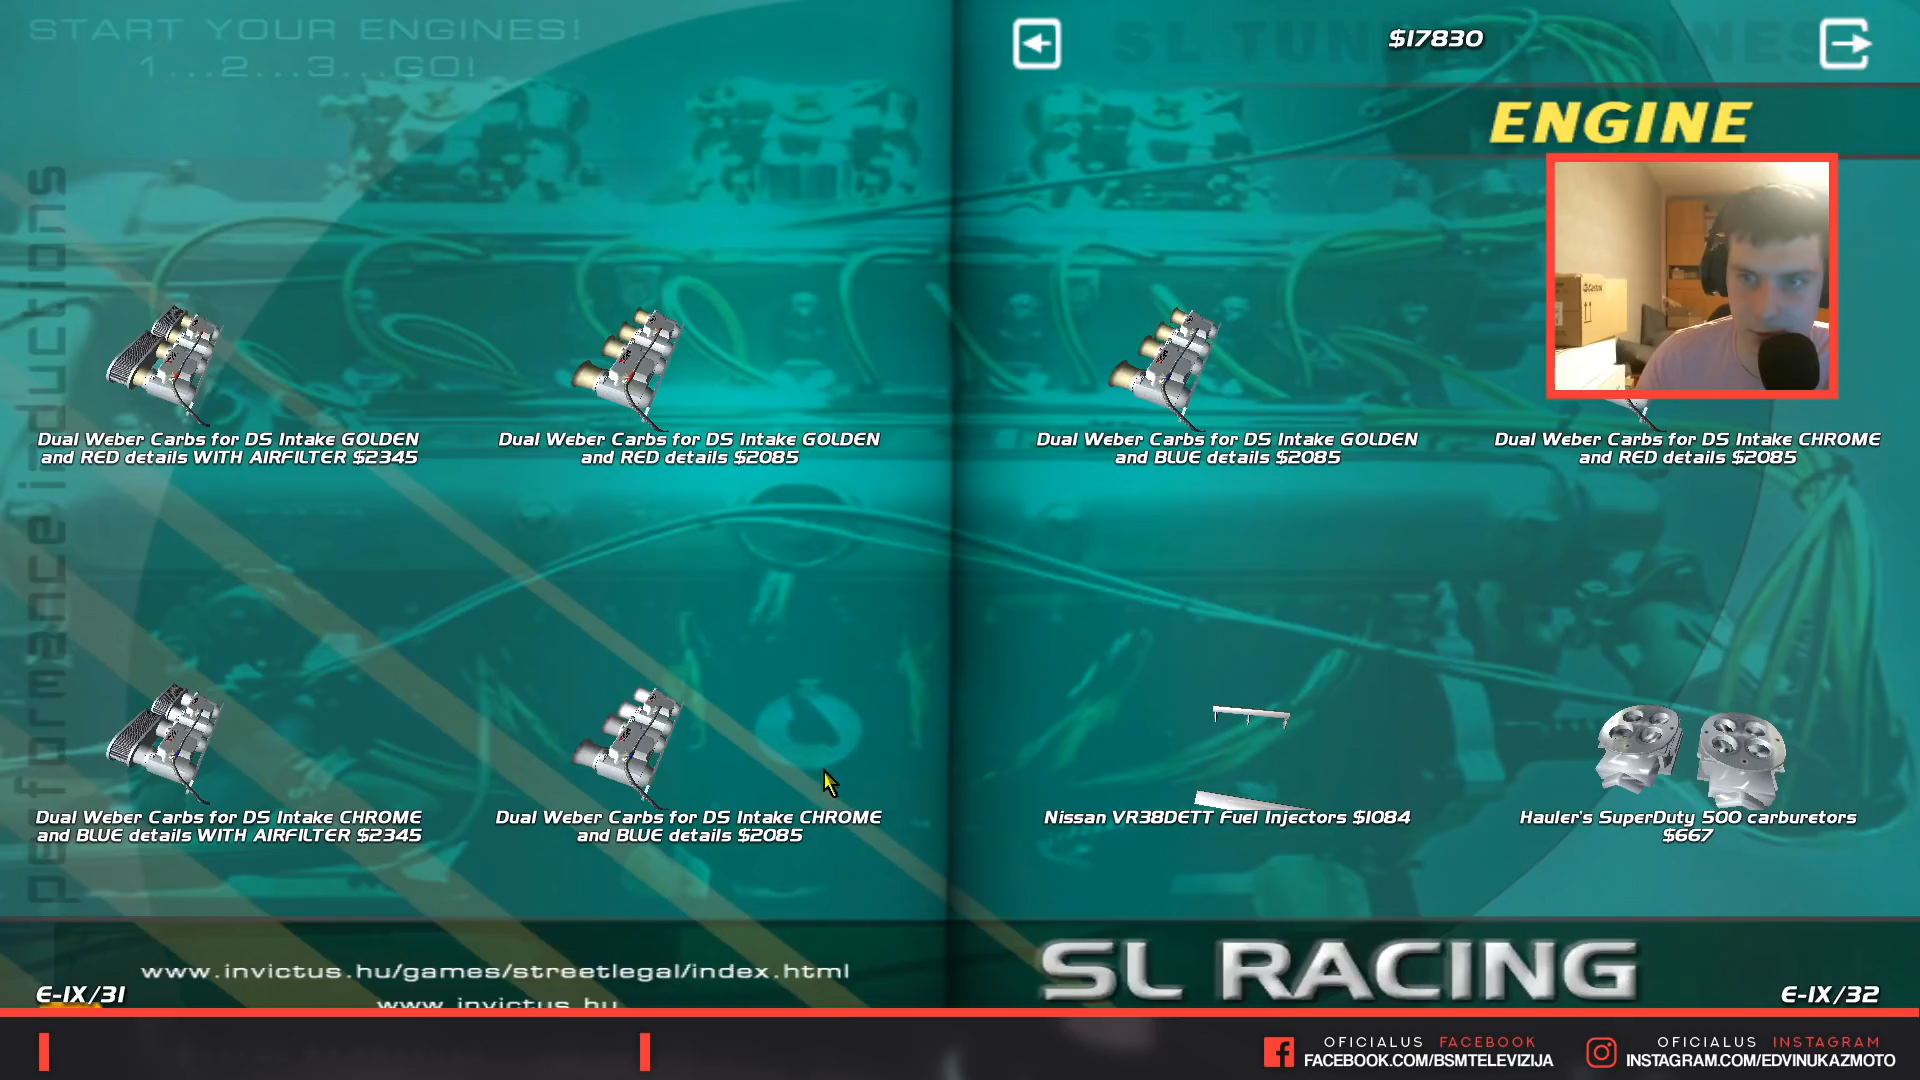 START YOUR ENGINES!
1...2...3...GO!
SL TUNED ENGINES
$17830
ENGINE
performance inductions
Dual Weber Carbs for DS Intake GOLDEN
and RED details WITH AIRFILTER $2345
Dual Weber Carbs for DS Intake GOLDEN
and RED details $2085
Dual Weber Carbs for DS Intake GOLDEN
and BLUE details $2085
Dual Weber Carbs for DS Intake CHROME
and RED details $2085
Dual Weber Carbs for DS Intake CHROME
and BLUE details WITH AIRFILTER $2345
Dual Weber Carbs for DS Intake CHROME
and BLUE details $2085
Nissan VR38DETT Fuel Injectors $1084
Hauler's SuperDuty 500 carburetors
$667
www.invictus.hu/games/streetlegal/index.html
www.invictus.hu
SL RACING
E-IX/31
E-IX/32
OFICIALUS FACEBOOK
FACEBOOK.COM/BSMTELEVIZIJA
OFICIALUS INSTAGRAM
INSTAGRAM.COM/EDVINUKAZMOTO